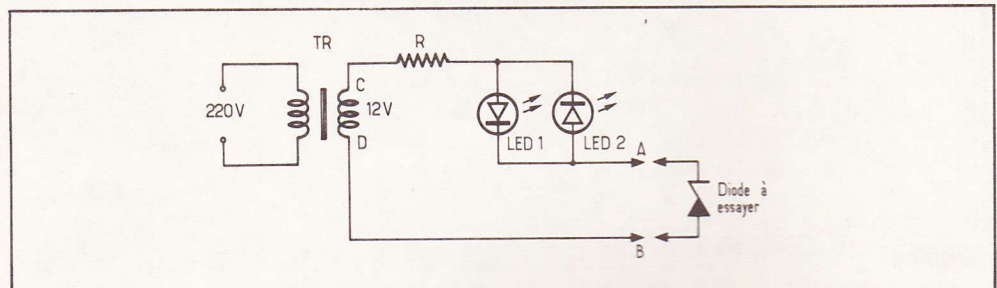 TR
R
C
220V
12V
D
LED 1
LED 2
A
Diode à
essayer
B